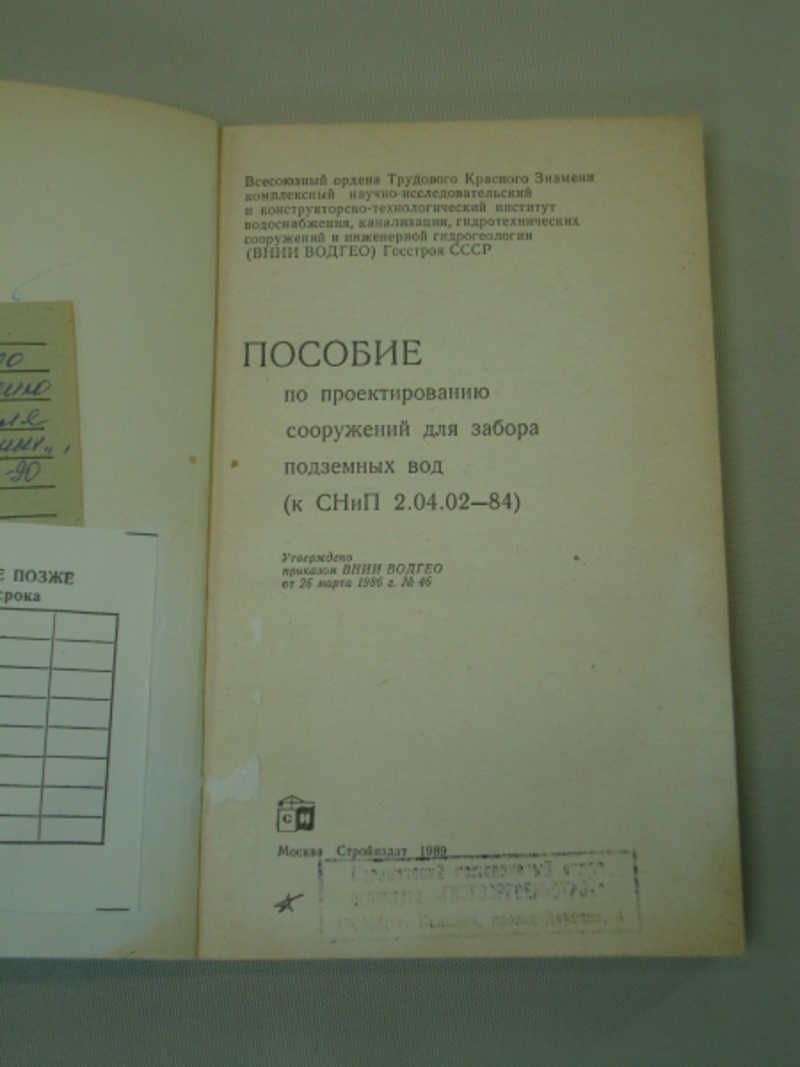 Е ПОЗЖЕ
срока
-90
Всесоюзный ордена Трудового Красного Знамени
комплексный научно-исследовательский
и конструкторско-технологический институт
водоснабжения, канализации, гидротехнических
сооружений и инженерной гидрогеологии
(ВНИИ ВОДГЕО) Госстроя СССР
ПОСОБИЕ
по проектированию
сооружений для забора
подземных вод
(к СНиП 2.04.02—84)
Утверждено
приказом ВНИИ ВОДГЕО
от 26 марта 1986 г. № 46
С И
Москва Стройиздат 1989